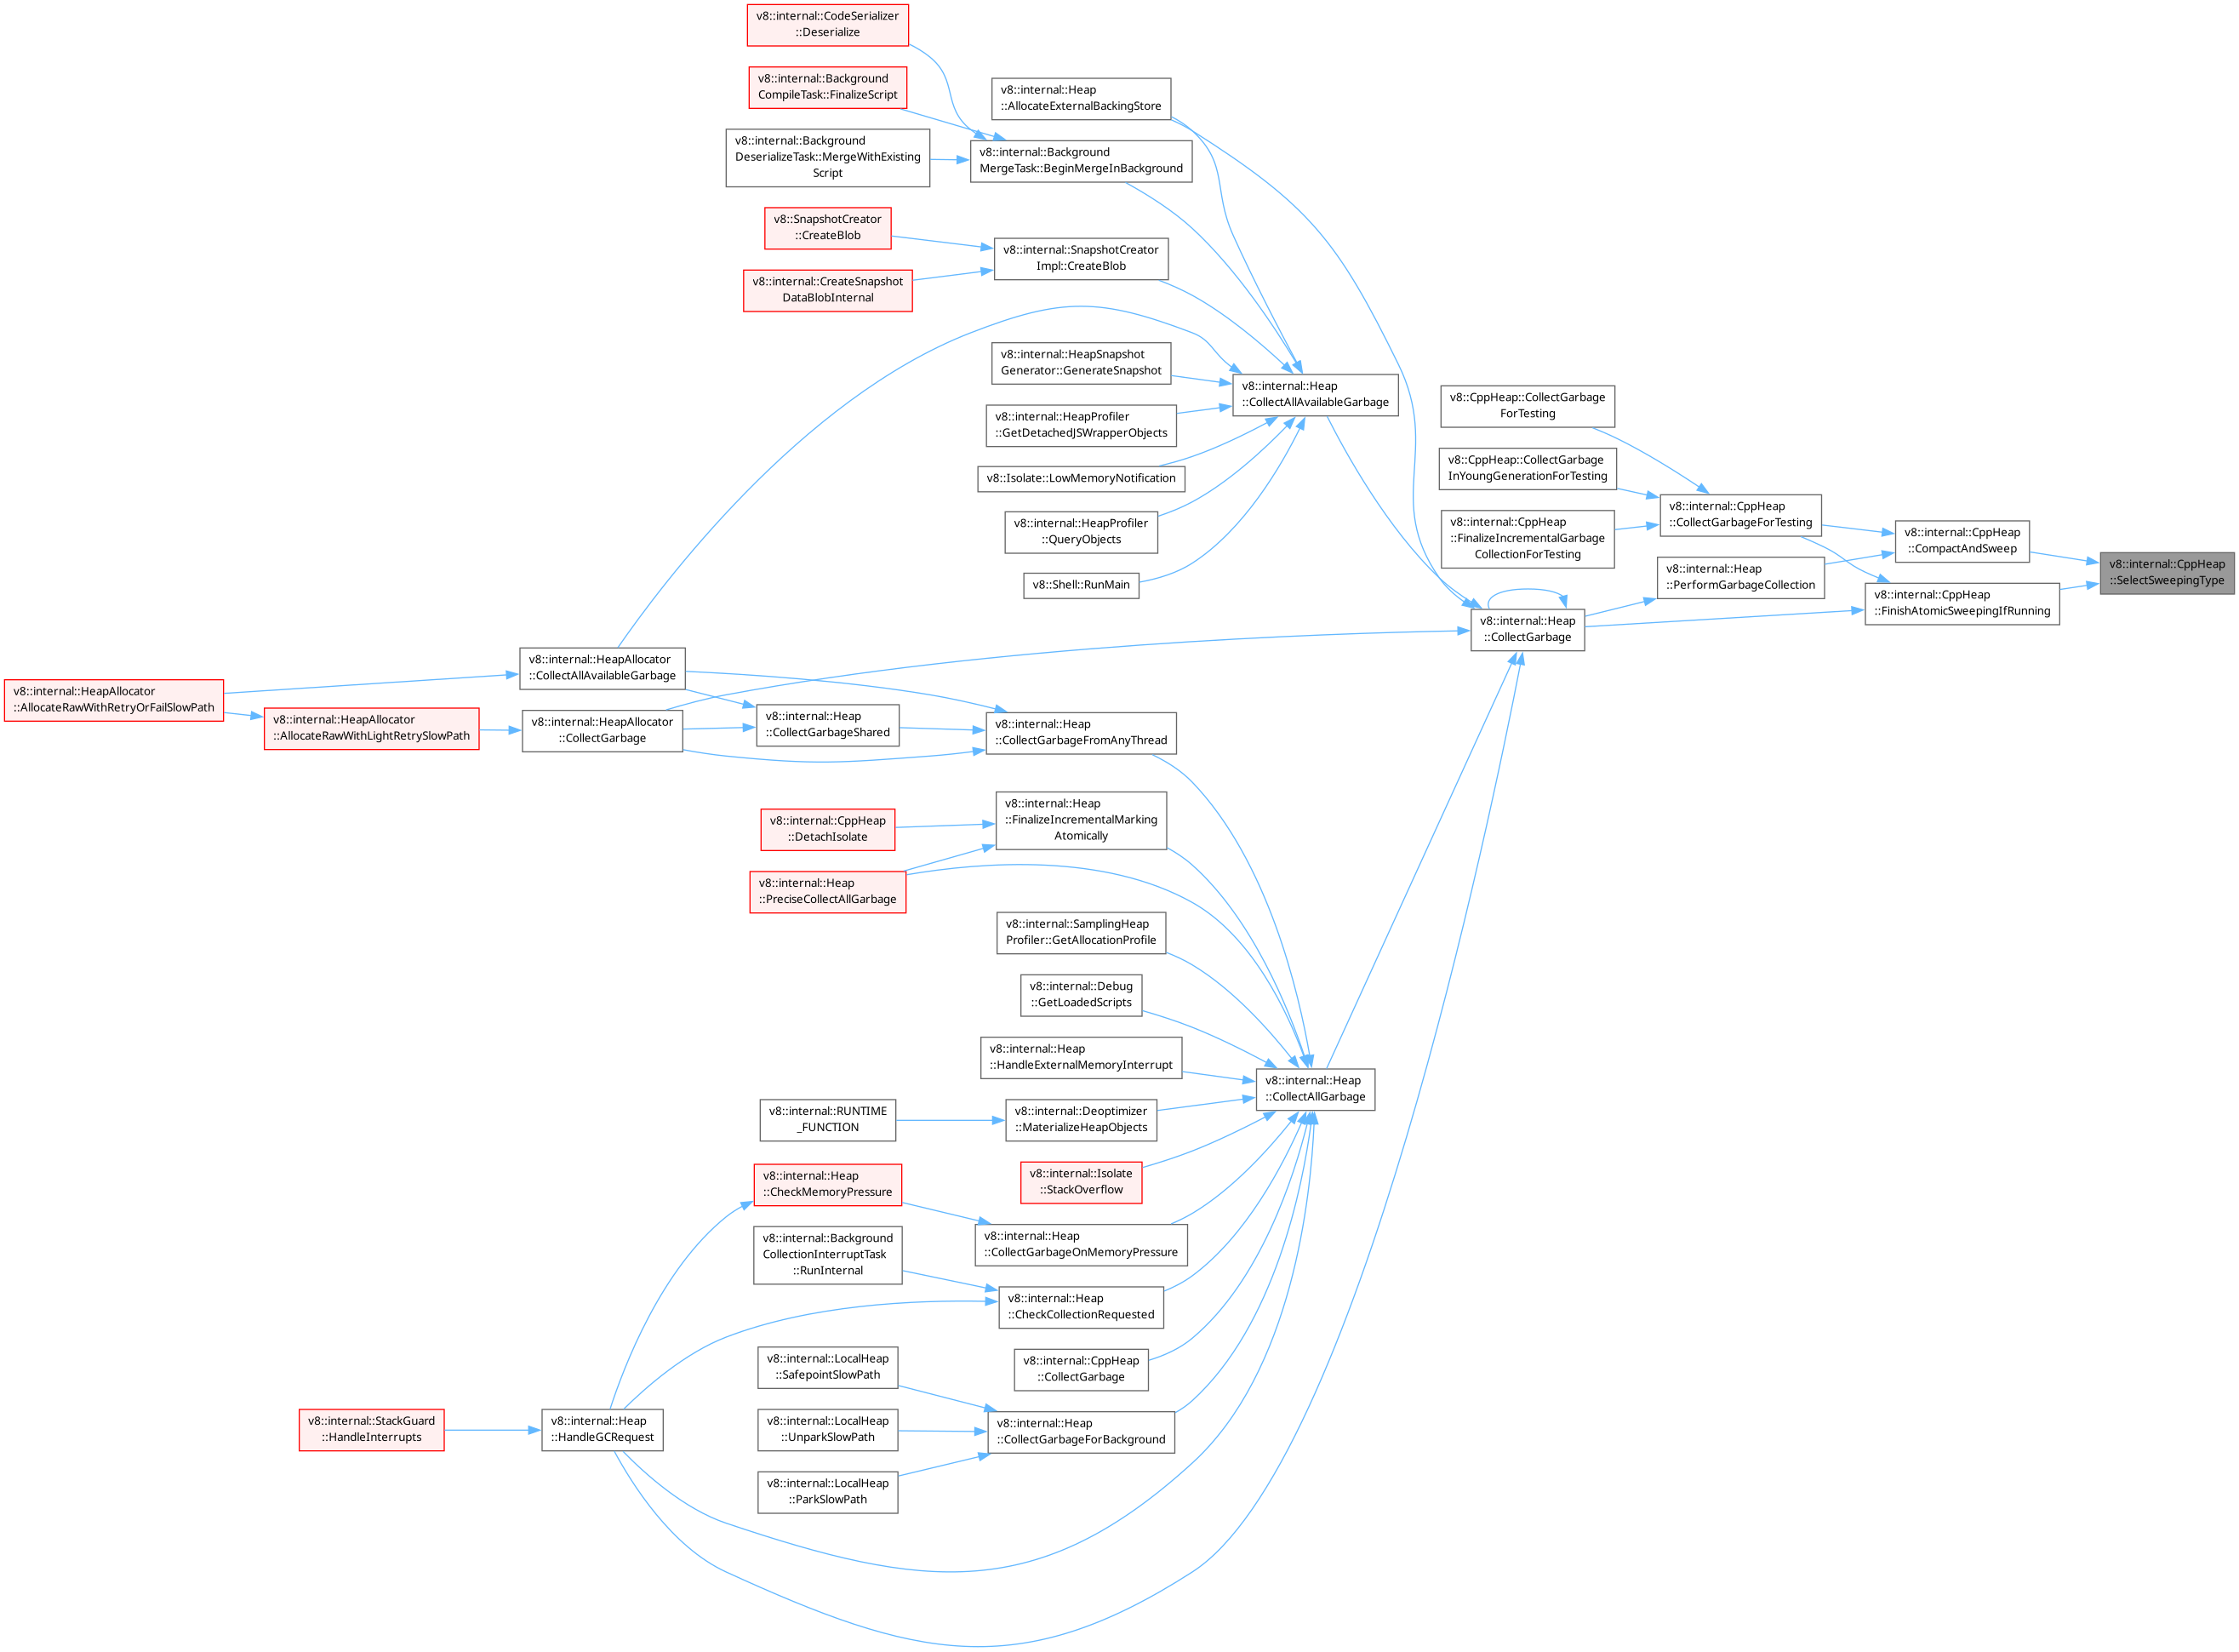 v8::internal::CodeSerializer
::Deserialize
v8::internal::Background
CompileTask::FinalizeScript
v8::internal::Heap
::AllocateExternalBackingStore
v8::internal::Background
DeserializeTask::MergeWithExisting
Script
v8::internal::Background
MergeTask::BeginMergeInBackground
v8::SnapshotCreator
::CreateBlob
v8::internal::SnapshotCreator
Impl::CreateBlob
v8::internal::CreateSnapshot
DataBlobInternal
v8::internal::HeapSnapshot
Generator::GenerateSnapshot
v8::internal::Heap
::CollectAllAvailableGarbage
v8::internal::HeapProfiler
::GetDetachedJSWrapperObjects
v8::CppHeap::CollectGarbage
ForTesting
v8::Isolate::LowMemoryNotification
v8::CppHeap::CollectGarbage
InYoungGenerationForTesting
v8::internal::HeapProfiler
::QueryObjects
v8::internal::CppHeap
::FinalizeIncrementalGarbage
CollectionForTesting
v8::internal::CppHeap
::CollectGarbageForTesting
v8::internal::CppHeap
::CompactAndSweep
v8::Shell::RunMain
v8::internal::Heap
::PerformGarbageCollection
v8::internal::CppHeap
::SelectSweepingType
v8::internal::CppHeap
::FinishAtomicSweepingIfRunning
v8::internal::Heap
::CollectGarbage
v8::internal::HeapAllocator
::CollectAllAvailableGarbage
v8::internal::HeapAllocator
::AllocateRawWithRetryOrFailSlowPath
v8::internal::HeapAllocator
::AllocateRawWithLightRetrySlowPath
v8::internal::HeapAllocator
::CollectGarbage
v8::internal::Heap
::CollectGarbageShared
v8::internal::Heap
::CollectGarbageFromAnyThread
v8::internal::Heap
::FinalizeIncrementalMarking
Atomically
v8::internal::CppHeap
::DetachIsolate
v8::internal::Heap
::PreciseCollectAllGarbage
v8::internal::SamplingHeap
Profiler::GetAllocationProfile
v8::internal::Debug
::GetLoadedScripts
v8::internal::Heap
::HandleExternalMemoryInterrupt
v8::internal::Heap
::CollectAllGarbage
v8::internal::RUNTIME
_FUNCTION
v8::internal::Deoptimizer
::MaterializeHeapObjects
v8::internal::Heap
::CheckMemoryPressure
v8::internal::Isolate
::StackOverflow
v8::internal::Background
CollectionInterruptTask
::RunInternal
v8::internal::Heap
::CollectGarbageOnMemoryPressure
v8::internal::Heap
::CheckCollectionRequested
v8::internal::LocalHeap
::SafepointSlowPath
v8::internal::CppHeap
::CollectGarbage
v8::internal::StackGuard
::HandleInterrupts
v8::internal::Heap
::HandleGCRequest
v8::internal::LocalHeap
::UnparkSlowPath
v8::internal::Heap
::CollectGarbageForBackground
v8::internal::LocalHeap
::ParkSlowPath